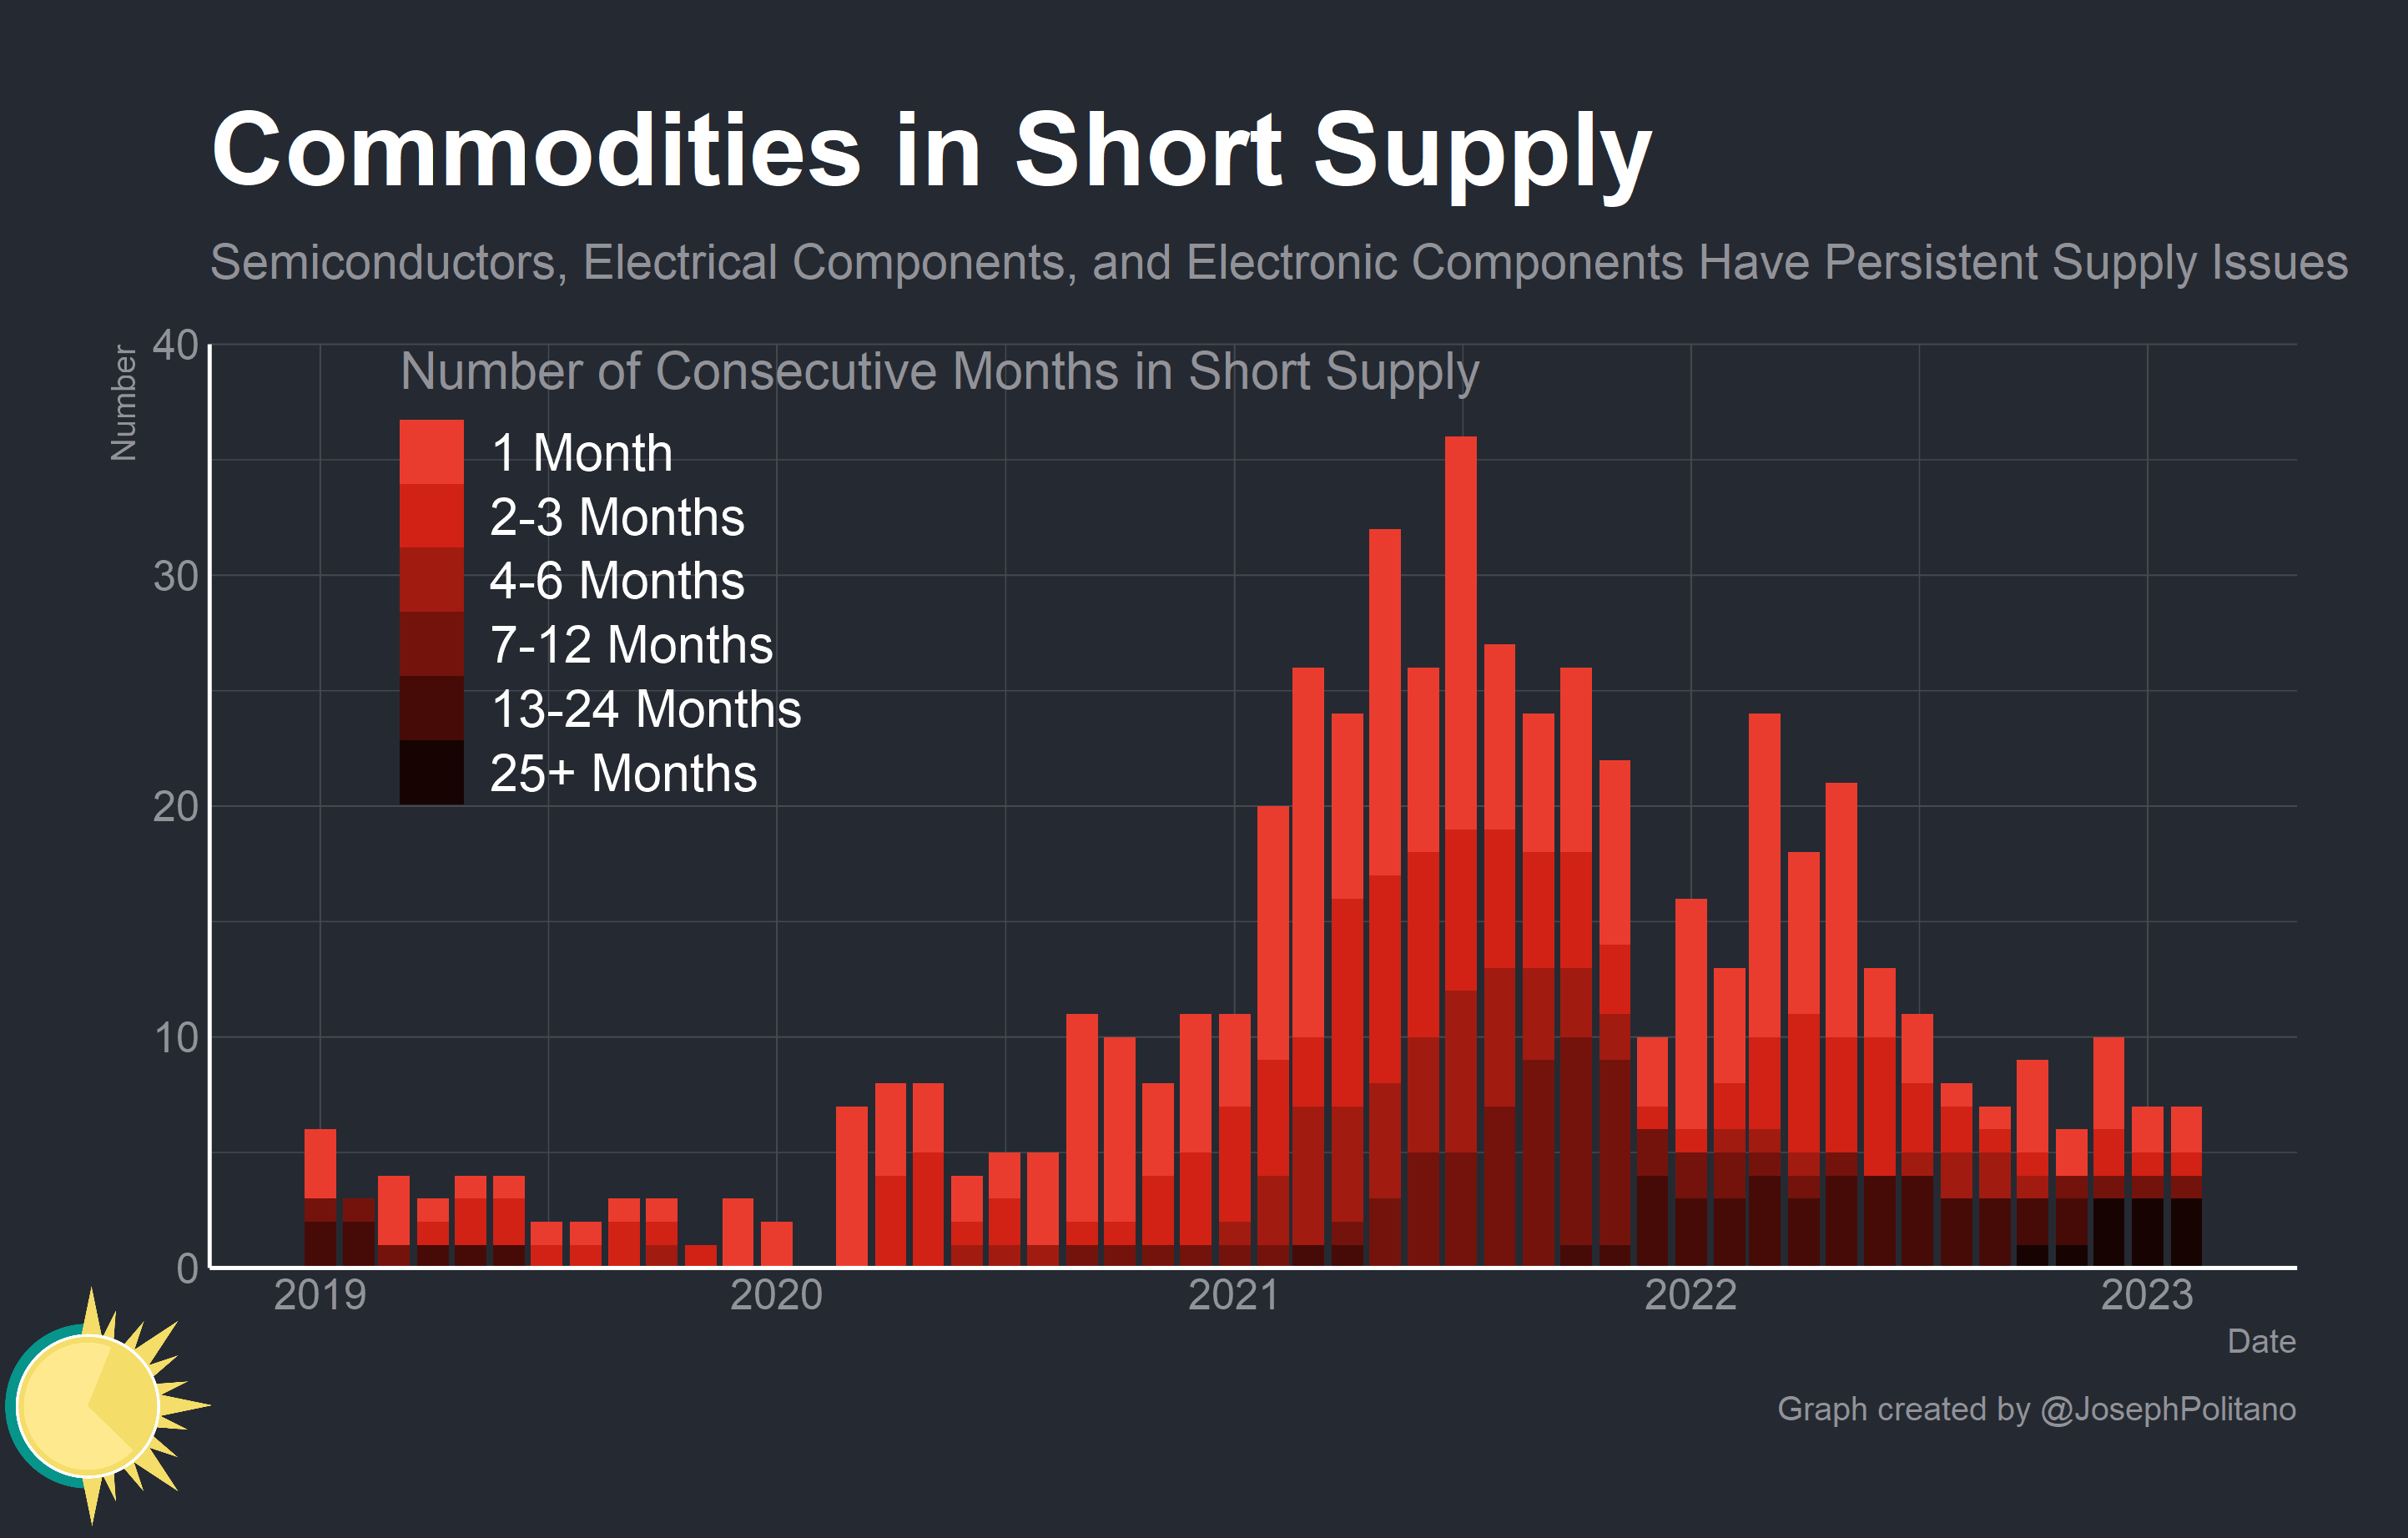 Commodities in Short Supply
Semiconductors, Electrical Components, and Electronic Components Have Persistent Supply Issues
Number
40
30
20
10
0
Number of Consecutive Months in Short Supply
1 Month
2-3 Months
4-6 Months
7-12 Months
13-24 Months
25+ Months
2019 2020 2021 2022 2023
Date
Graph created by @JosephPolitano